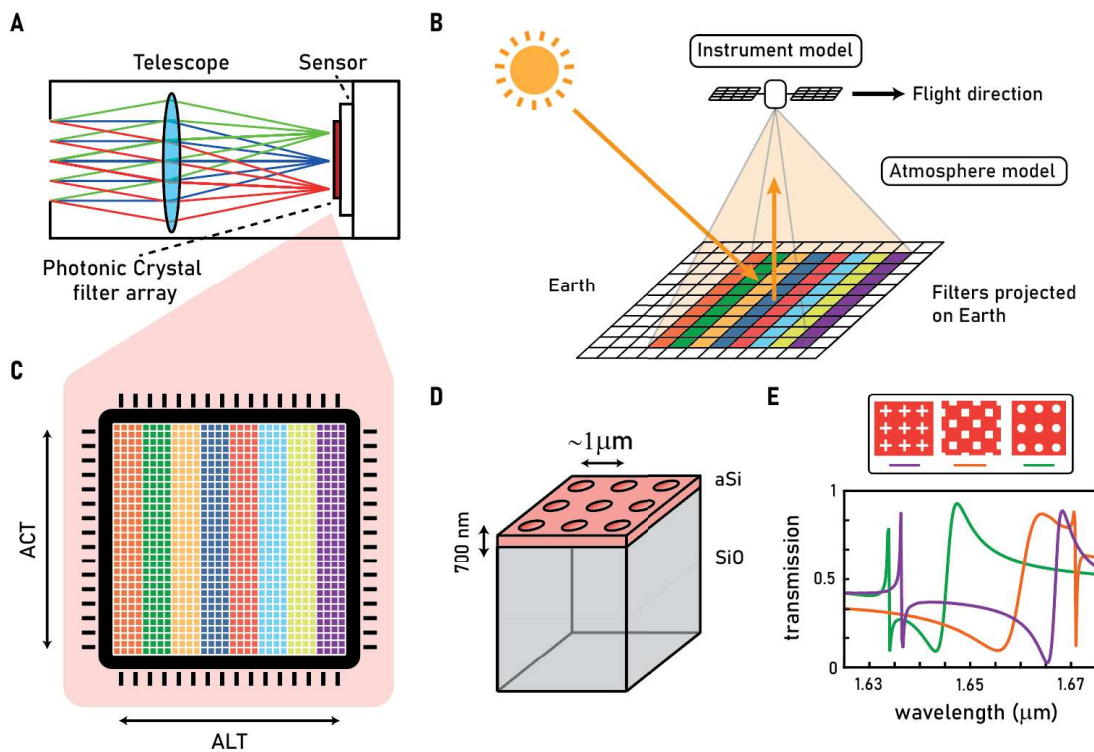 A
Telescope
Sensor
Photonic Crystal
filter array
B
Instrument model
Flight direction
Atmosphere model
Earth
Filters projected
on Earth
C
ACT
ALT
D
~1μm
700 nm
aSi
SiO
E
1
0.5
0
transmission
1.63
1.65
1.67
wavelength (μm)